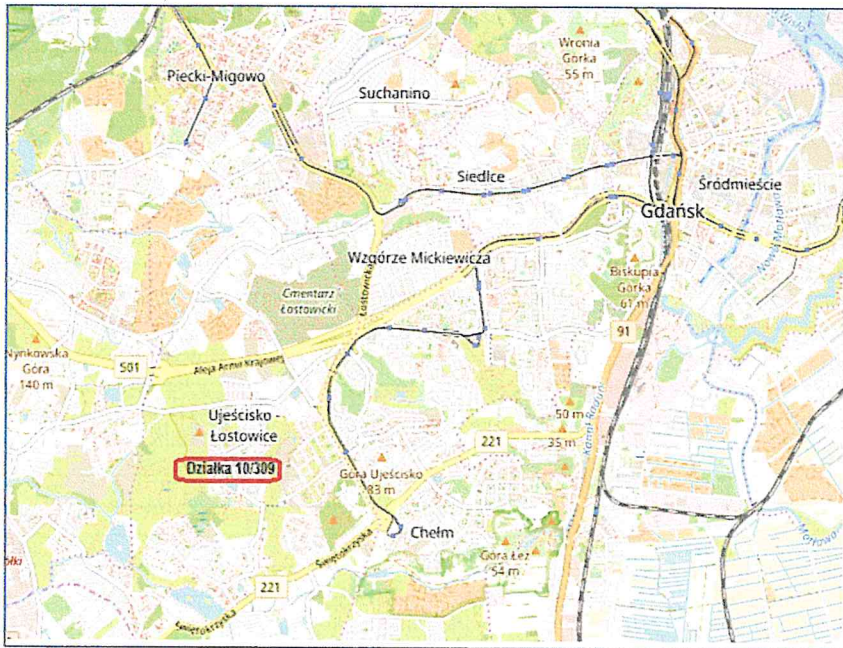 Wronia
Górka
55 m
Piecki-Migowo
Suchanino
Siedlce
Śródmieście
Gdańsk
Nowa Motława
Wzgórze Mickiewicza
Biskupia
Górka
61 m
Cmentarz
Łostowicki
Łostowicka
91
Kanał Raduni
Nynkowska
Góra
140 m
501
Aleja Armii Krajowej
Ujeścisko
Łostowice
50 m
35 m
221
Działka 10/309
Góra Ujeścisko
83 m
Chełm
Motława
Góra Łez
54 m
Świętokrzyska
221
Świętokrzyska